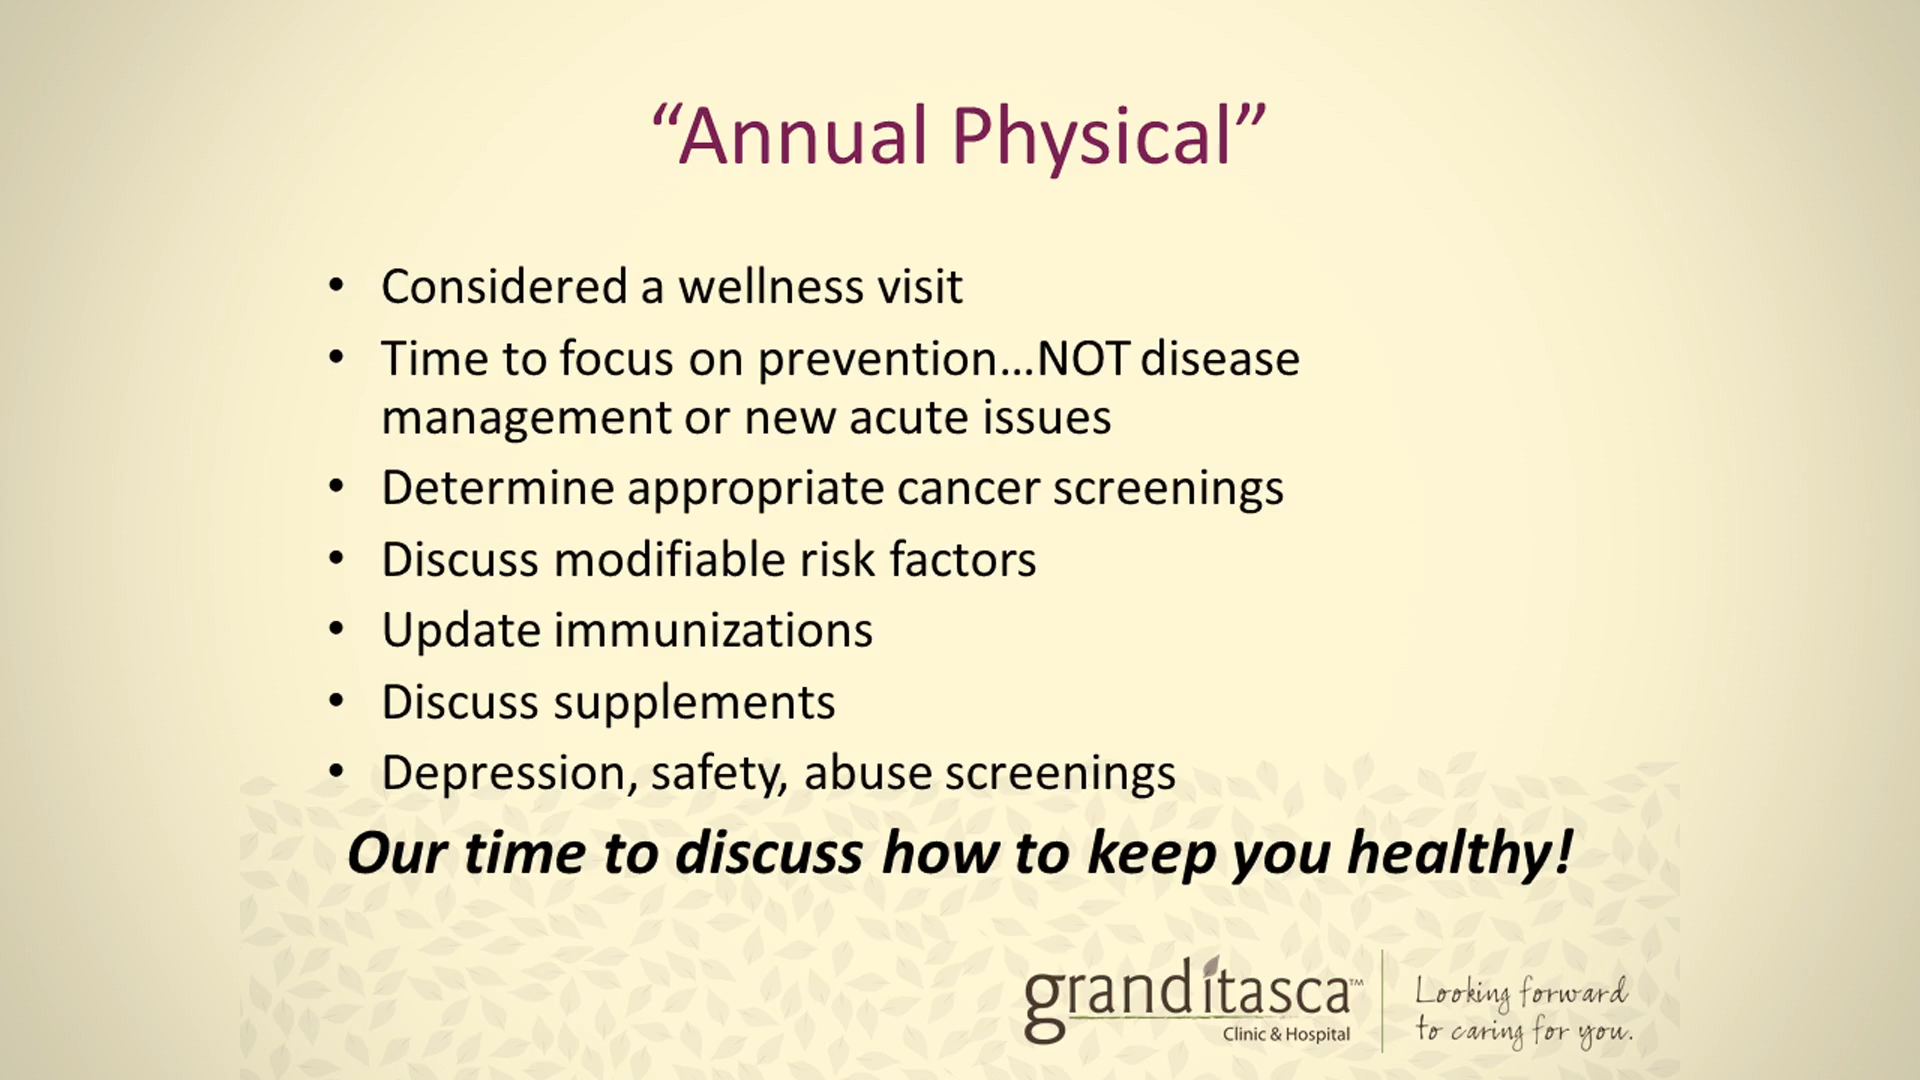 “Annual Physical”
• Considered a wellness visit
• Time to focus on prevention...NOT disease
management or new acute issues
• Determine appropriate cancer screenings
• Discuss modifiable risk factors
• Update immunizations
• Discuss supplements
• Depression, safety, abuse screenings
Our time to discuss how to keep you healthy!
grand itasca™
Clinic & Hospital
Looking forward
to caring for you.